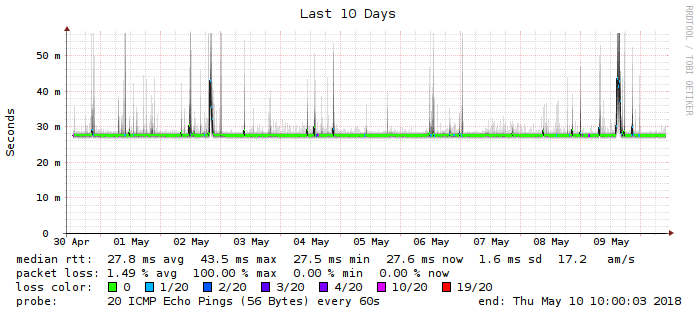 Last 10 Days
RRDTOOL / TOBI OETIKER
Seconds
50 m
40 m
30 m
20 m
10 m
0
30 Apr 01 May 02 May 03 May 04 May 05 May 06 May 07 May 08 May 09 May
median rtt: 27.8 ms avg 43.5 ms max 27.5 ms min 27.6 ms now 1.6 ms sd 17.2 am/s
packet loss: 1.49 % avg 100.00 % max 0.00 % min 0.00 % now
loss color: 0 1/20 2/20 3/20 4/20 10/20 19/20
probe: 20 ICMP Echo Pings (56 Bytes) every 60s end: Thu May 10 10:00:03 2018